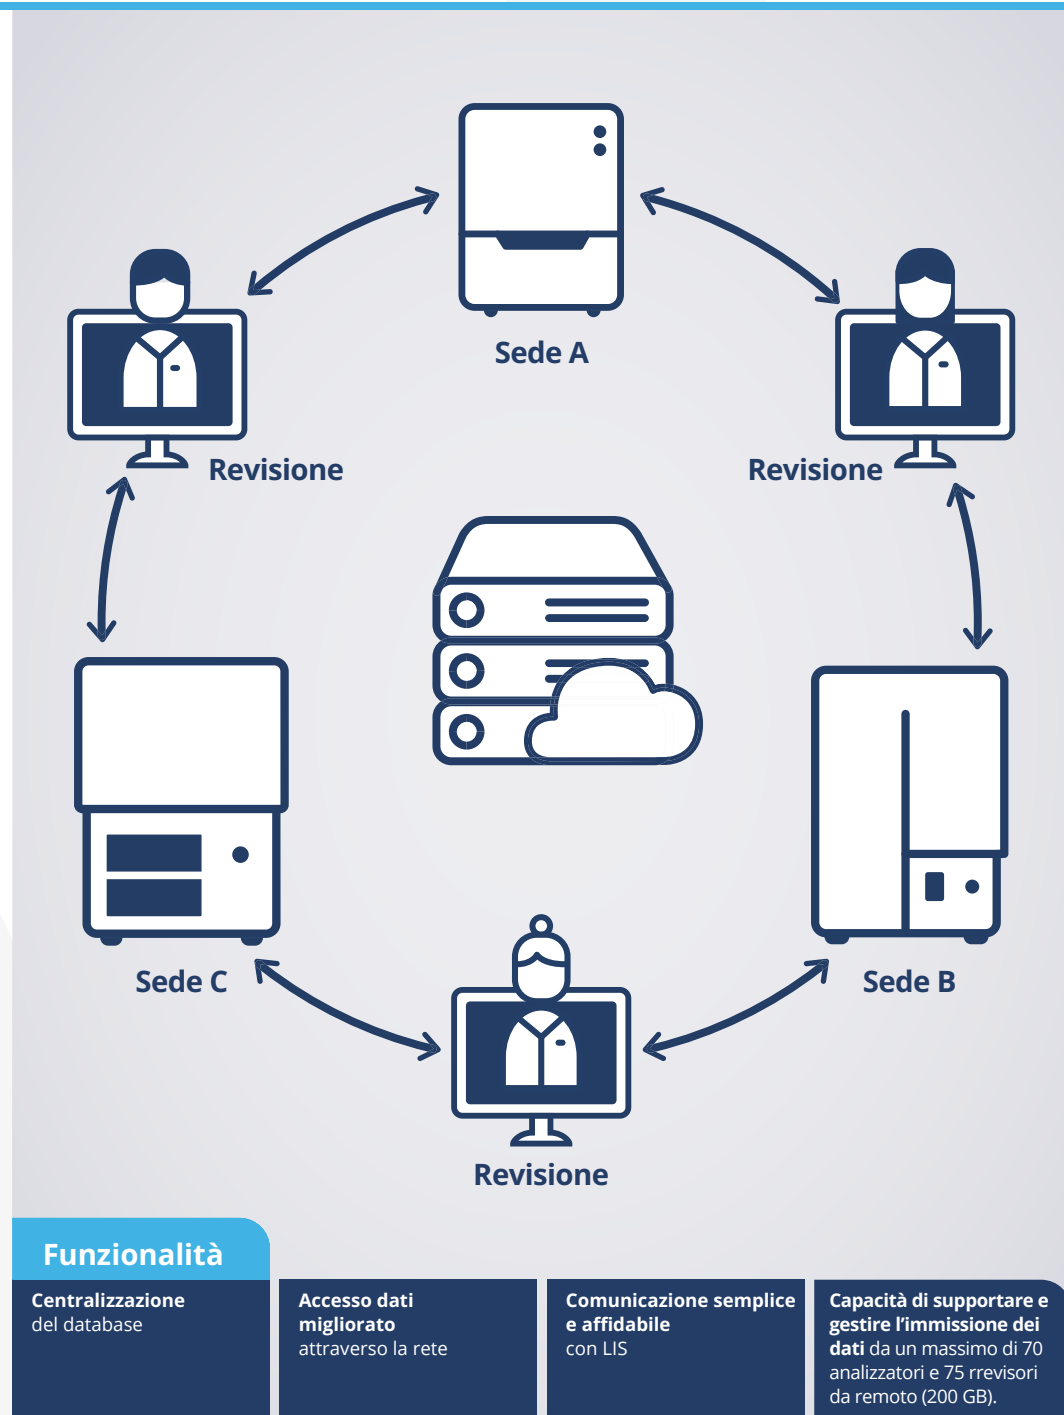 Sede A
Revisione
Revisione
Sede C
Sede B
Revisione
Funzionalità
Centralizzazione
del database
Accesso dati
migliorato
attraverso la rete
Comunicazione semplice
e affidabile
con LIS
Capacità di supportare e
gestire l’immissione dei
dati da un massimo di 70
analizzatori e 75 rrevisori
da remoto (200 GB).